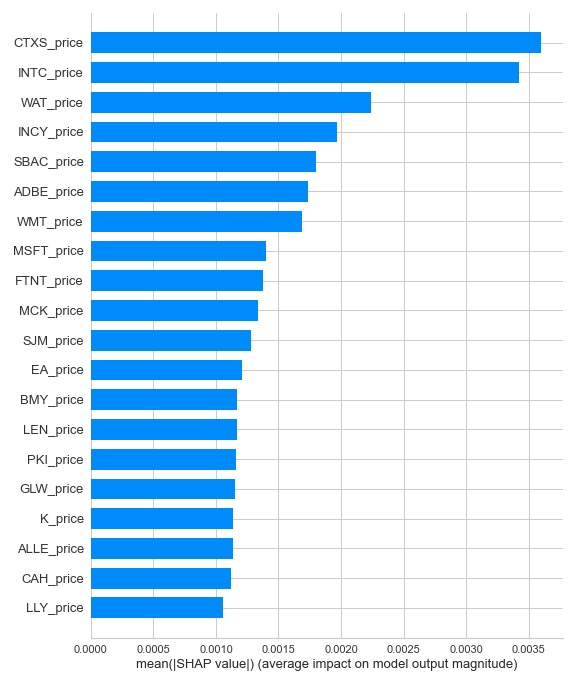 CTXS_price
INTC_price
WAT_price
INCY_price
SBAC_price
ADBE_price
WMT_price
MSFT_price
FTNT_price
MCK_price
SJM_price
EA_price
BMY_price
LEN_price
PKI_price
GLW_price
K_price
ALLE_price
CAH_price
LLY_price
0.0000 0.0005 0.0010 0.0015 0.0020 0.0025 0.0030 0.0035
mean(|SHAP value|) (average impact on model output magnitude)